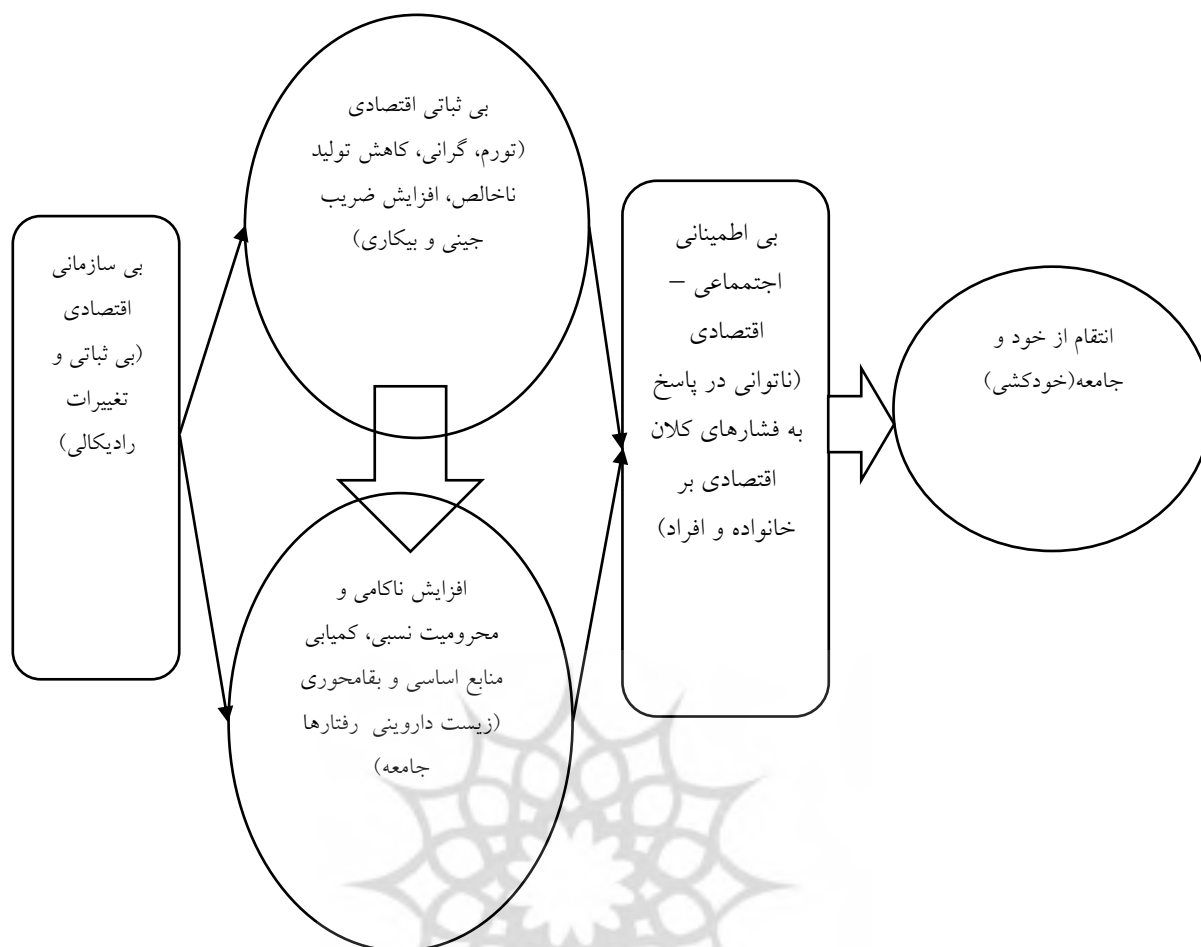 بی سازمانی
اقتصادی
(بی ثباتی و
تغییرات
رادیکالی)
بی ثباتی اقتصادی
(تورم، گرانی، کاهش تولید
ناخالص، افزایش ضریب
جینی و بیکاری)
افزایش ناکامی و
محرومیت نسبی، کمیابی
منابع اساسی و بقامحوری
(زیست داروینی رفتارها
جامعه)
بی اطمینانی
اجتمماعی –
اقتصادی
(ناتوانی در پاسخ
به فشارهای کلان
اقتصادی بر
خانواده و افراد)
انتقام از خود و
جامعه(خودکشی)